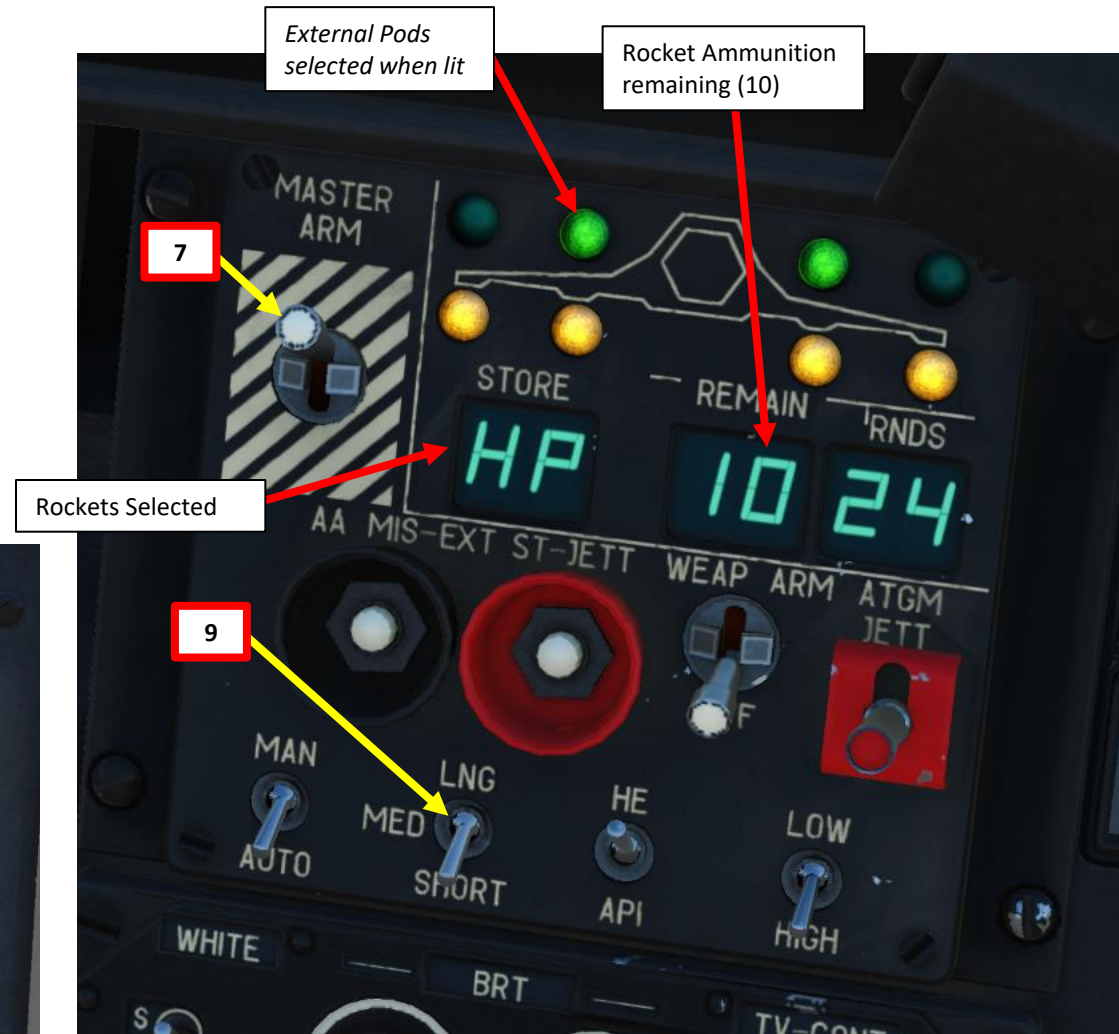 External Pods
selected when lit
Rocket Ammunition
remaining (10)
MASTER
ARM
7
STORE
REMAIN
RNDS
HP
10
24
Rockets Selected
AA MIS-EXT
ST-JETT
WEAP ARM
ATGM
JETT
F
9
MAN
AUTO
LNG
MED
SHORT
HE
API
LOW
HIGH
WHITE
BRT
S